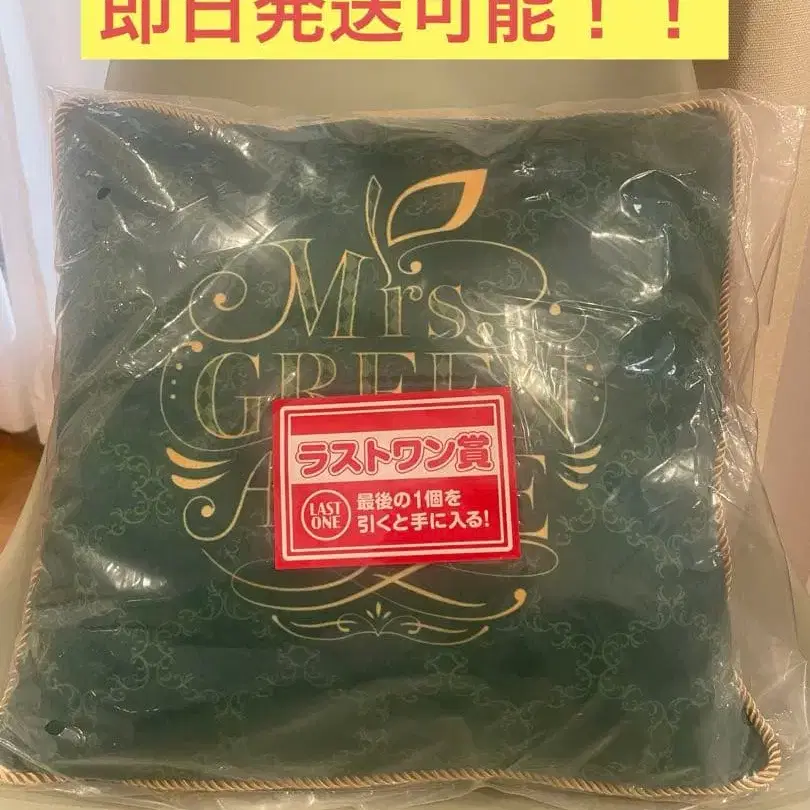 即日発送可能！！
Mrs.
GREEN
ラストワン賞
LAST
ONE
最後の1個を
引くと手に入る!